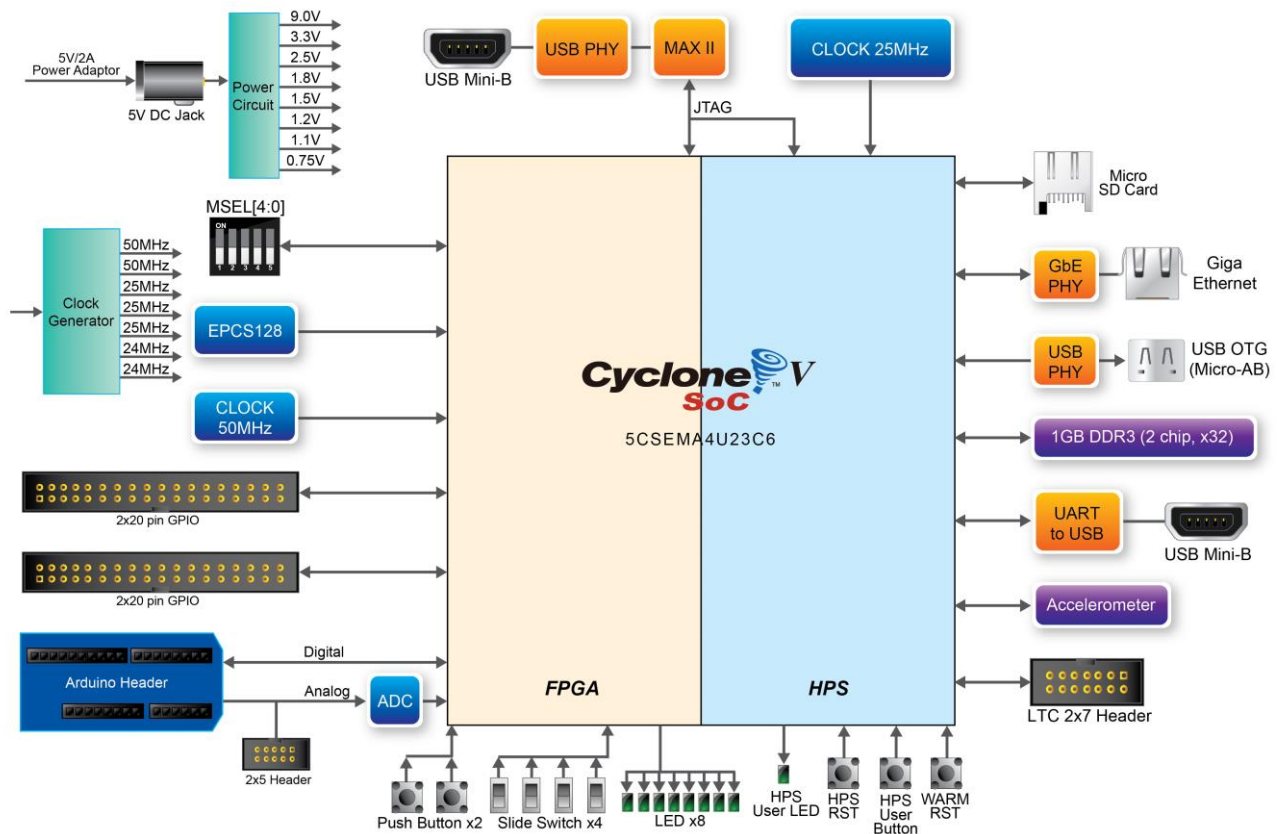 5V/2A
Power Adaptor
5V DC Jack
Power
Circuit
9.0V
3.3V
2.5V
1.8V
1.5V
1.2V
1.1V
0.75V
USB Mini-B
USB PHY
MAX II
JTAG
CLOCK 25MHz
MSEL[4:0]
ON
1 2 3 4 5
Clock
Generator
50MHz
50MHz
25MHz
25MHz
25MHz
24MHz
24MHz
EPCS128
CLOCK
50MHz
2x20 pin GPIO
2x20 pin GPIO
Arduino Header
Digital
Analog
ADC
2x5 Header
Cyclone V
TM
SoC
5CSEMA4U23C6
FPGA
HPS
Micro
SD Card
GbE
PHY
Giga
Ethernet
USB
PHY
USB OTG
(Micro-AB)
1GB DDR3 (2 chip, x32)
UART
to USB
USB Mini-B
Accelerometer
LTC 2x7 Header
Push Button x2
Slide Switch x4
LED x8
HPS
User LED
HPS
RST
HPS
User
Button
WARM
RST